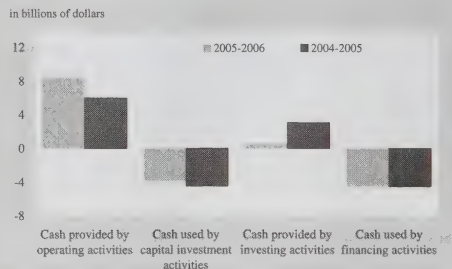 in billions of dollars
12
2005-2006
2004-2005
8
4
0
-4
-8
Cash provided by Cash used by Cash provided by Cash used by
operating activities capital investment investing activities financing activities
activities